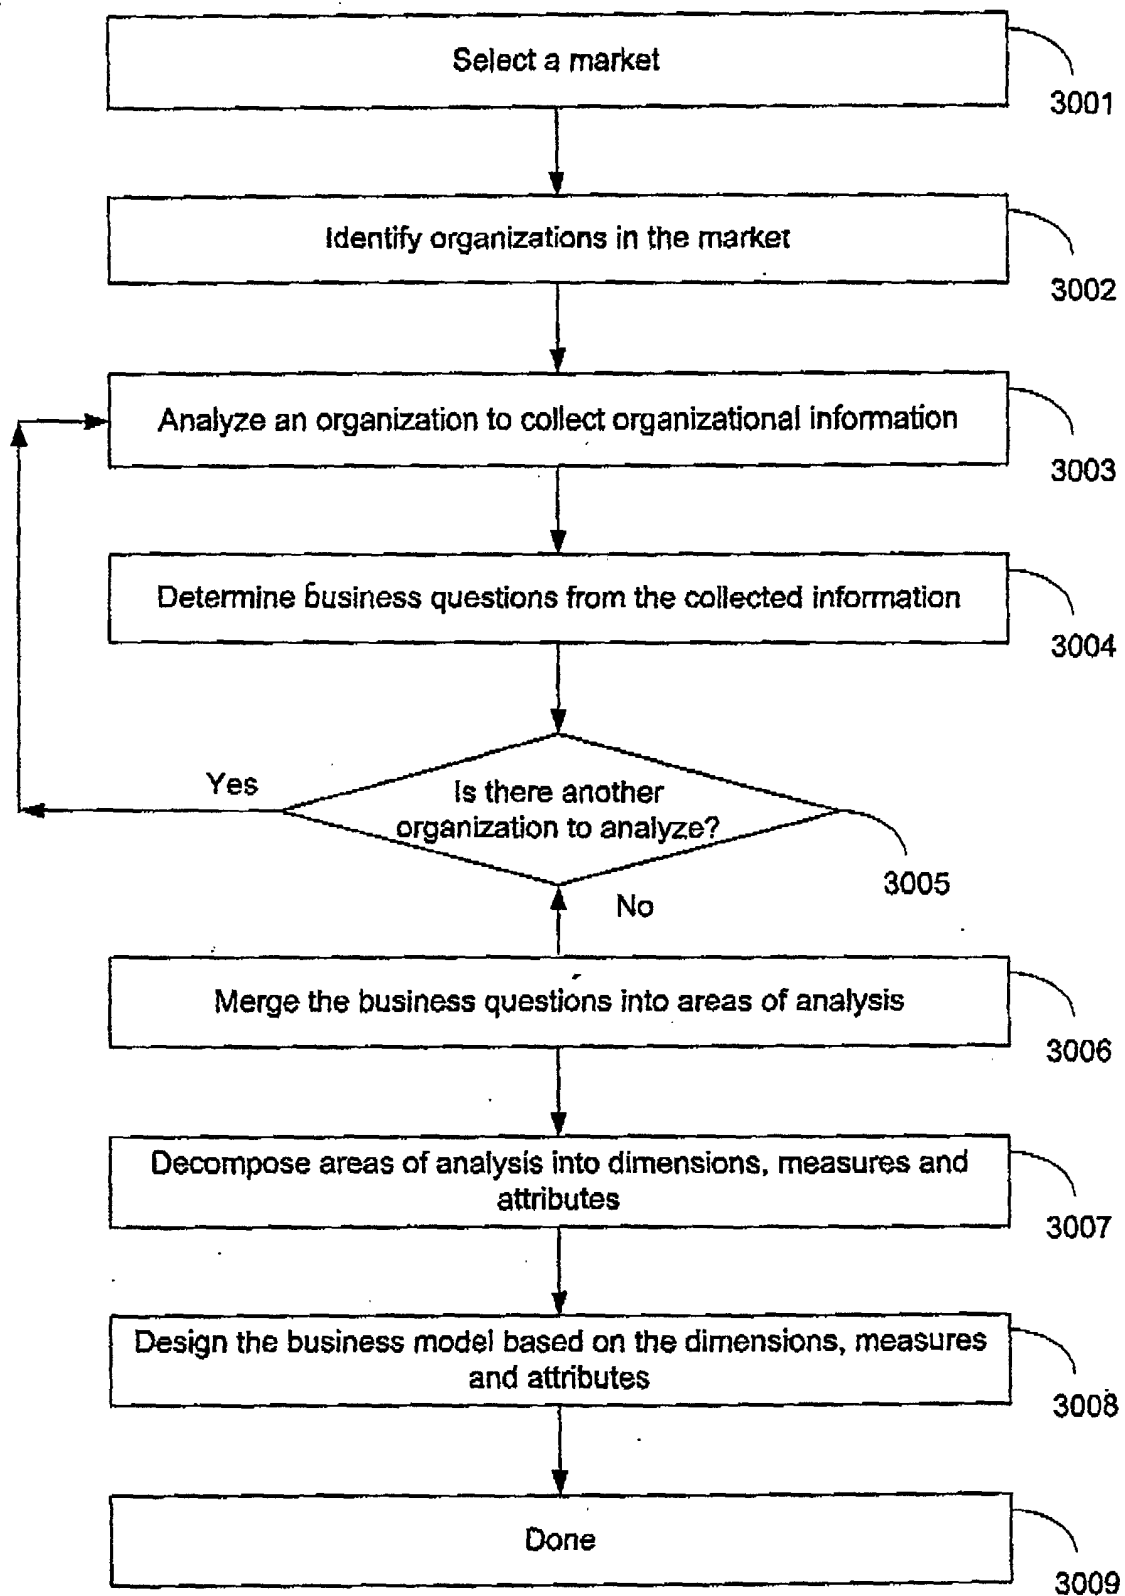 Select a market
3001
Identify organizations in the market
3002
Analyze an organization to collect organizational information
3003
Determine business questions from the collected information
3004
Yes
Is there another
organization to analyze?
3005
No
Merge the business questions into areas of analysis
3006
Decompose areas of analysis into dimensions, measures and
attributes
3007
Design the business model based on the dimensions, measures
and attributes
3008
Done
3009